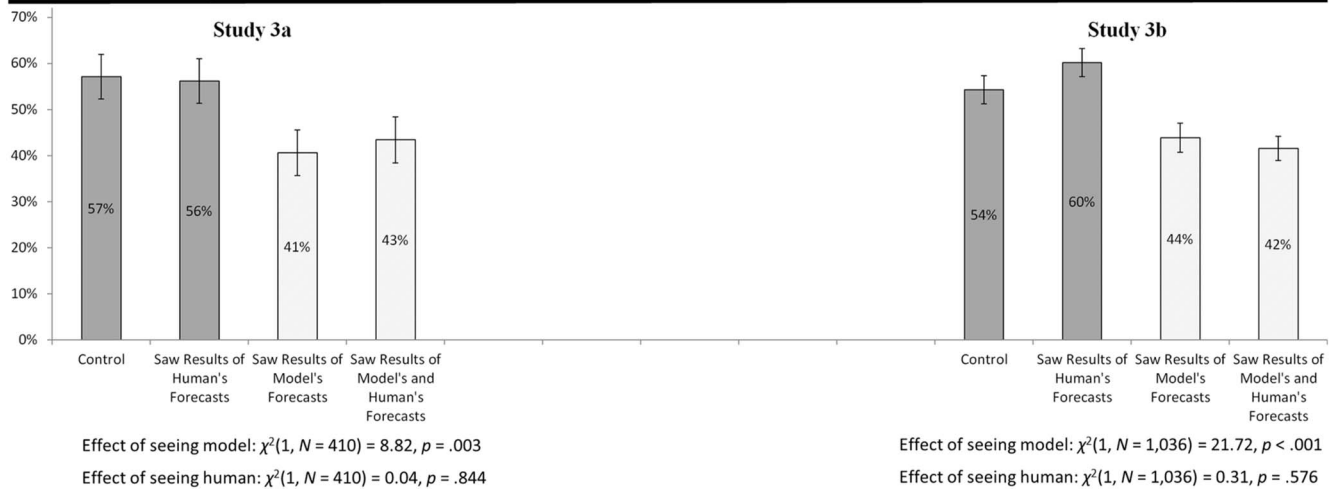 70%
60%
50%
40%
30%
20%
10%
0%
Study 3a
57%
56%
41%
43%
Control
Saw Results of
Human's
Forecasts
Saw Results of
Model's
Forecasts
Saw Results of
Model's and
Human's
Forecasts
Effect of seeing model: χ²(1, N = 410) = 8.82, p = .003
Effect of seeing human: χ²(1, N = 410) = 0.04, p = .844
Study 3b
54%
60%
44%
42%
Control
Saw Results of
Human's
Forecasts
Saw Results of
Model's
Forecasts
Saw Results of
Model's and
Human's
Forecasts
Effect of seeing model: χ²(1, N = 1,036) = 21.72, p < .001
Effect of seeing human: χ²(1, N = 1,036) = 0.31, p = .576